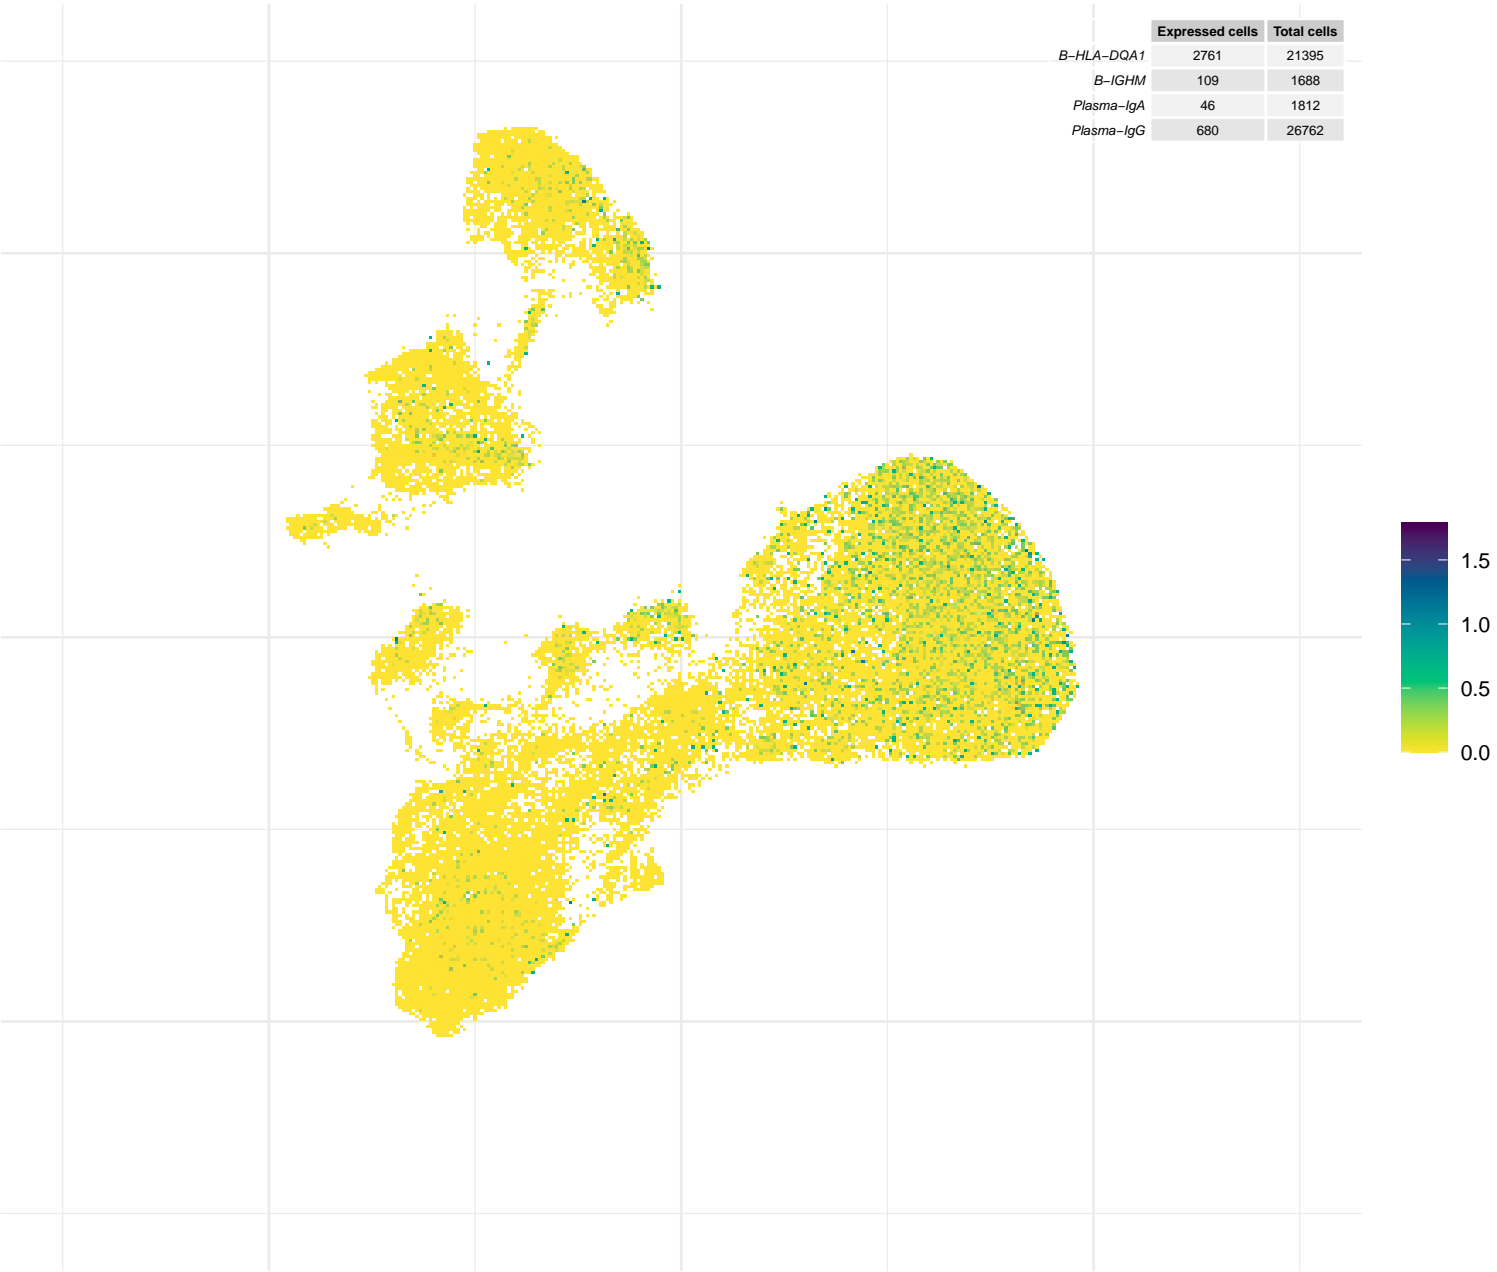 Expressed cells Total cells
B–HLA–DQA1 2761 21395
B–IGHM 109 1688
Plasma–IgA 46 1812
Plasma–IgG 680 26762
1.5
1.0
0.5
0.0